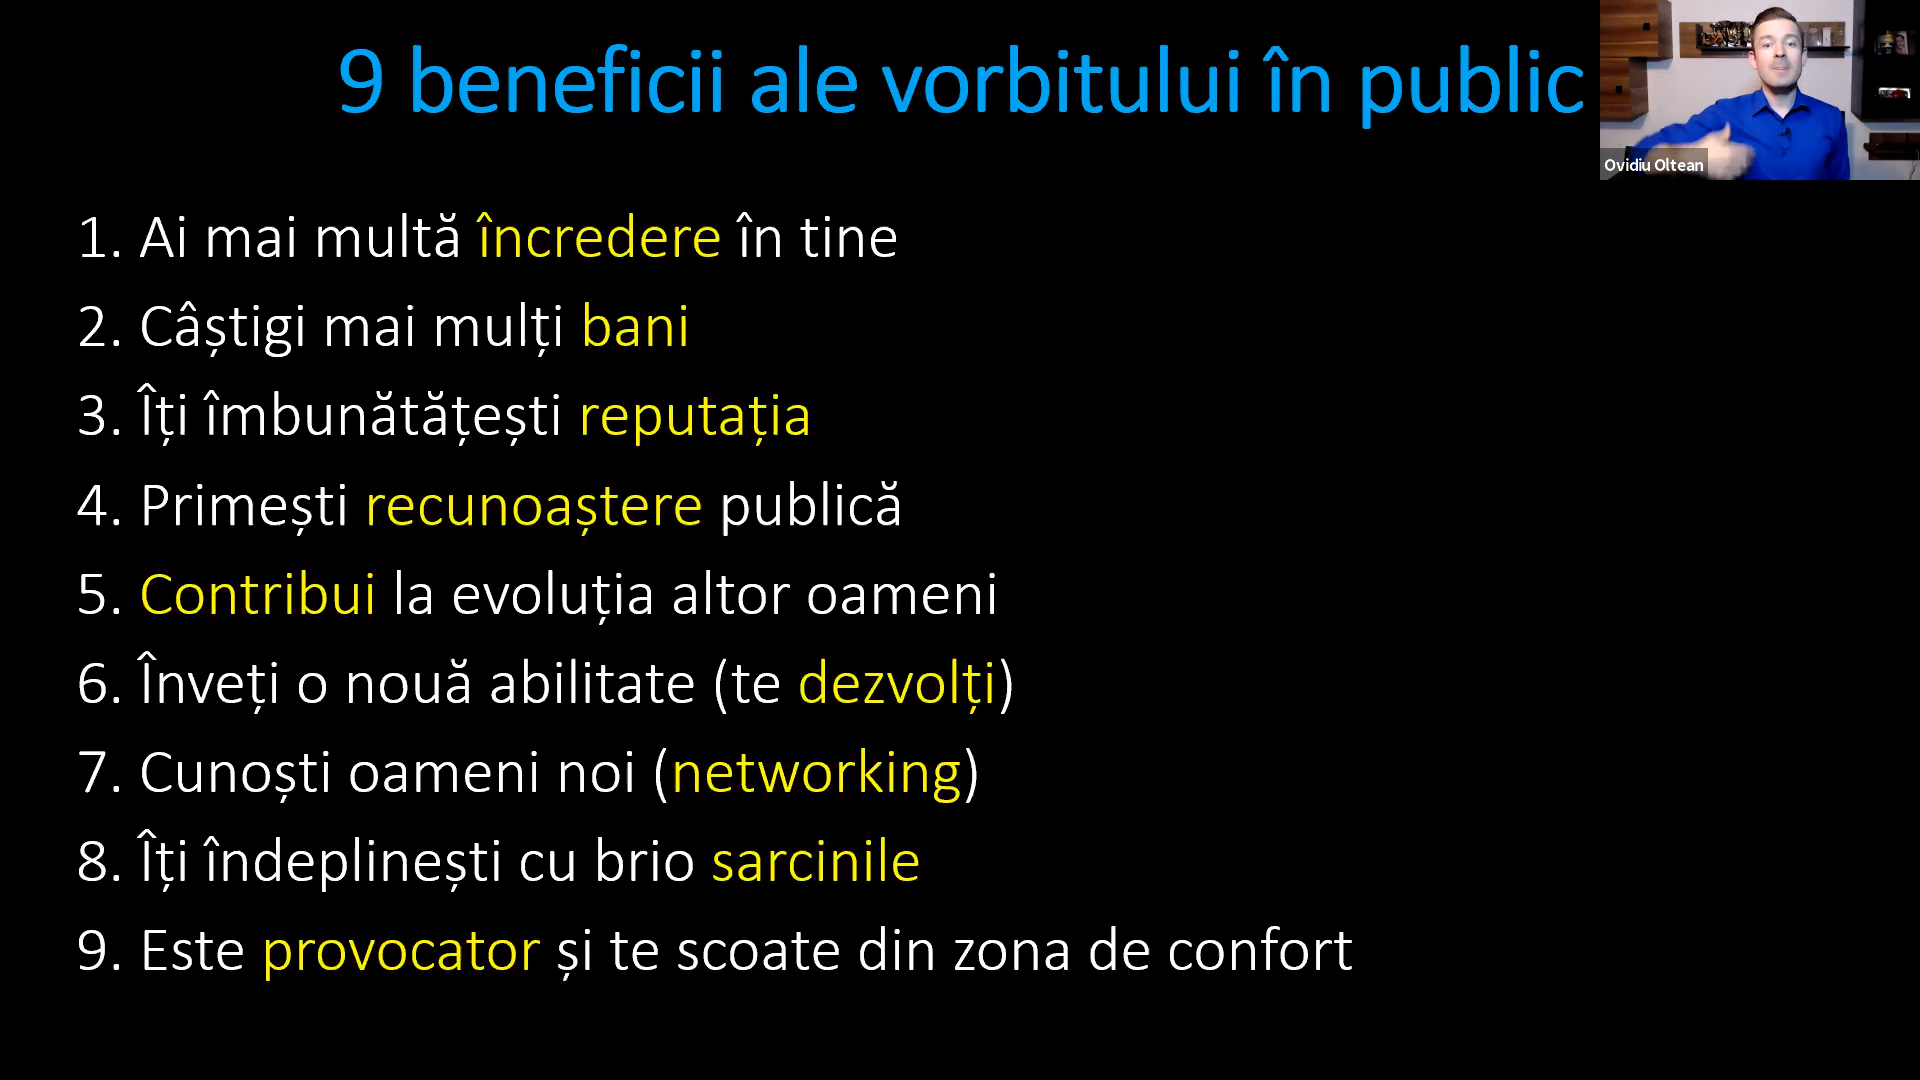 9 beneficii ale vorbitului în public
Ovidiu Oltean
1. Ai mai multă încredere în tine
2. Câștigi mai mulți bani
3. Îți îmbunătățești reputația
4. Primești recunoaștere publică
5. Contribui la evoluția altor oameni
6. Înveți o nouă abilitate (te dezvolți)
7. Cunoști oameni noi (networking)
8. Îți îndeplinești cu brio sarcinile
9. Este provocator și te scoate din zona de confort